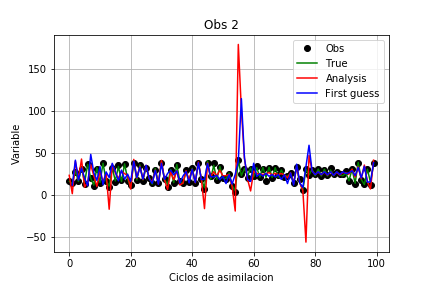 Obs 2
Obs
True
Analysis
First guess
Variable
150
100
50
0
−50
0 20 40 60 80 100
Ciclos de asimilacion